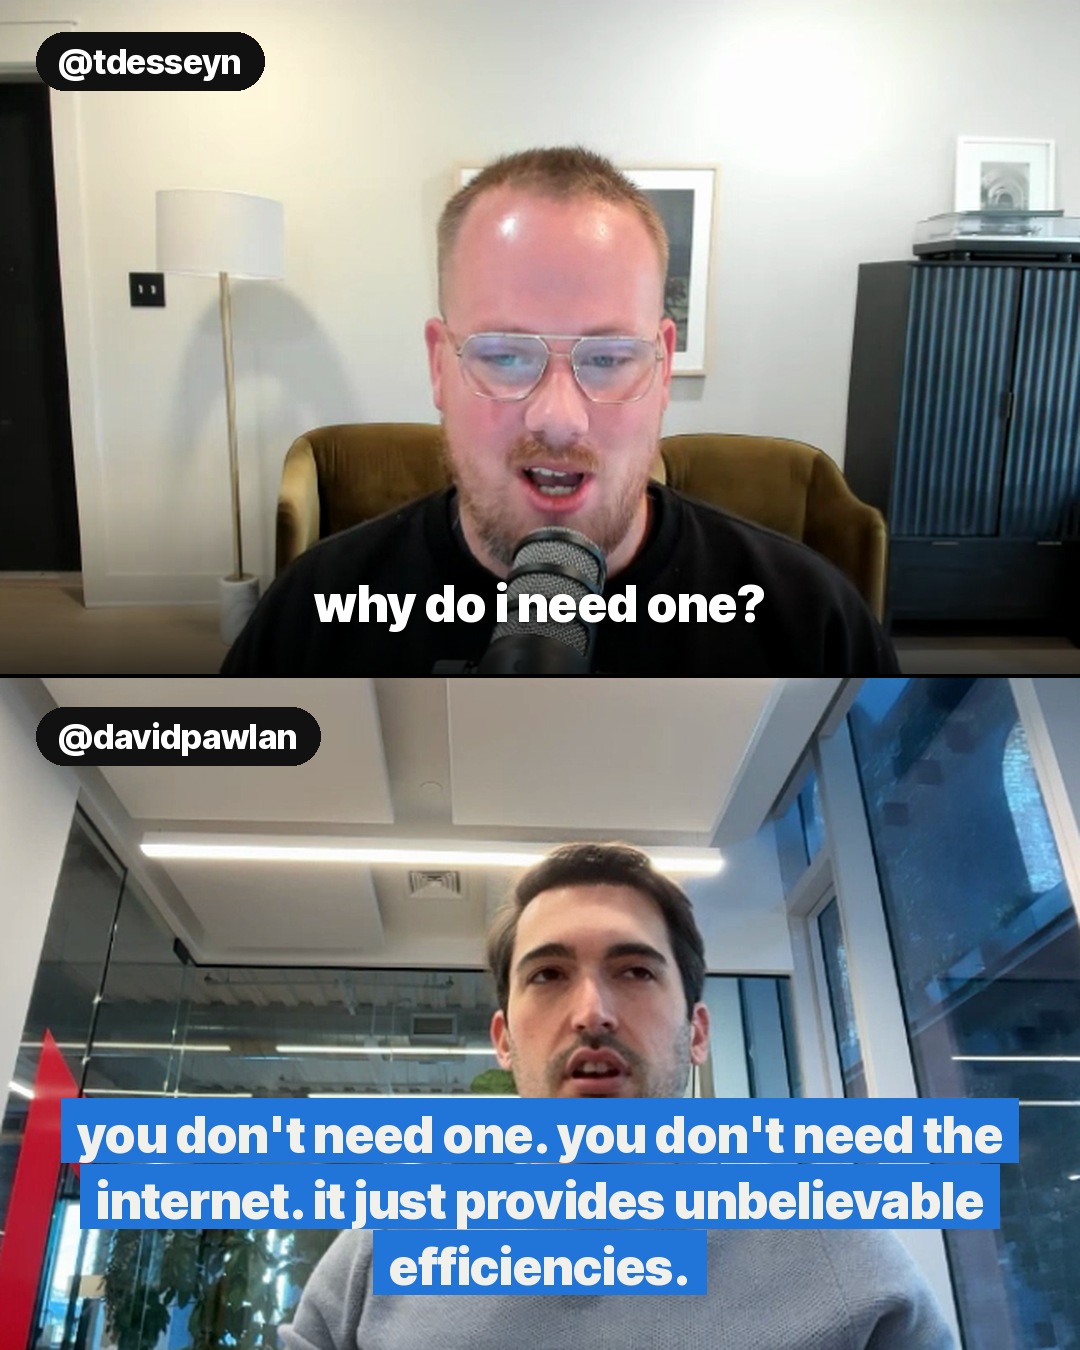 @tdesseyn
why do i need one?
@davidpawlan
you don't need one. you don't need the
internet. it just provides unbelievable
efficiencies.